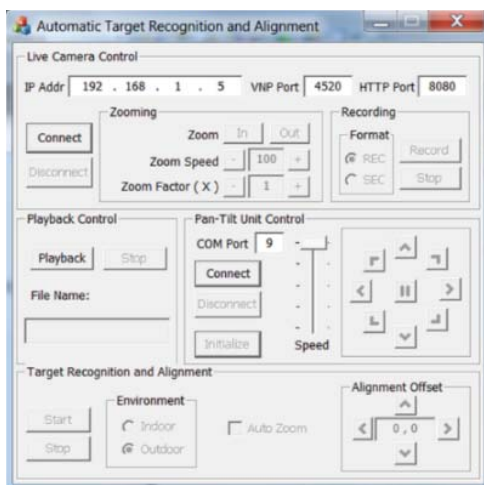 Automatic Target Recognition and Alignment
Live Camera Control
IP Addr 192 . 168 . 1 . 5 VNP Port 4520 HTTP Port 8080
Zooming
Recording
Connect
Disconnect
Zoom In Out
Zoom Speed - 100 +
Zoom Factor ( X ) - 1 +
Format
REC
SEC
Record
Stop
Playback Control
Playback Stop
File Name:
Pan-Tilt Unit Control
COM Port 9
Connect
Disconnect
Initialize
Speed
Target Recognition and Alignment
Start
Stop
Environment
Indoor
Outdoor
Auto Zoom
Alignment Offset
0 , 0